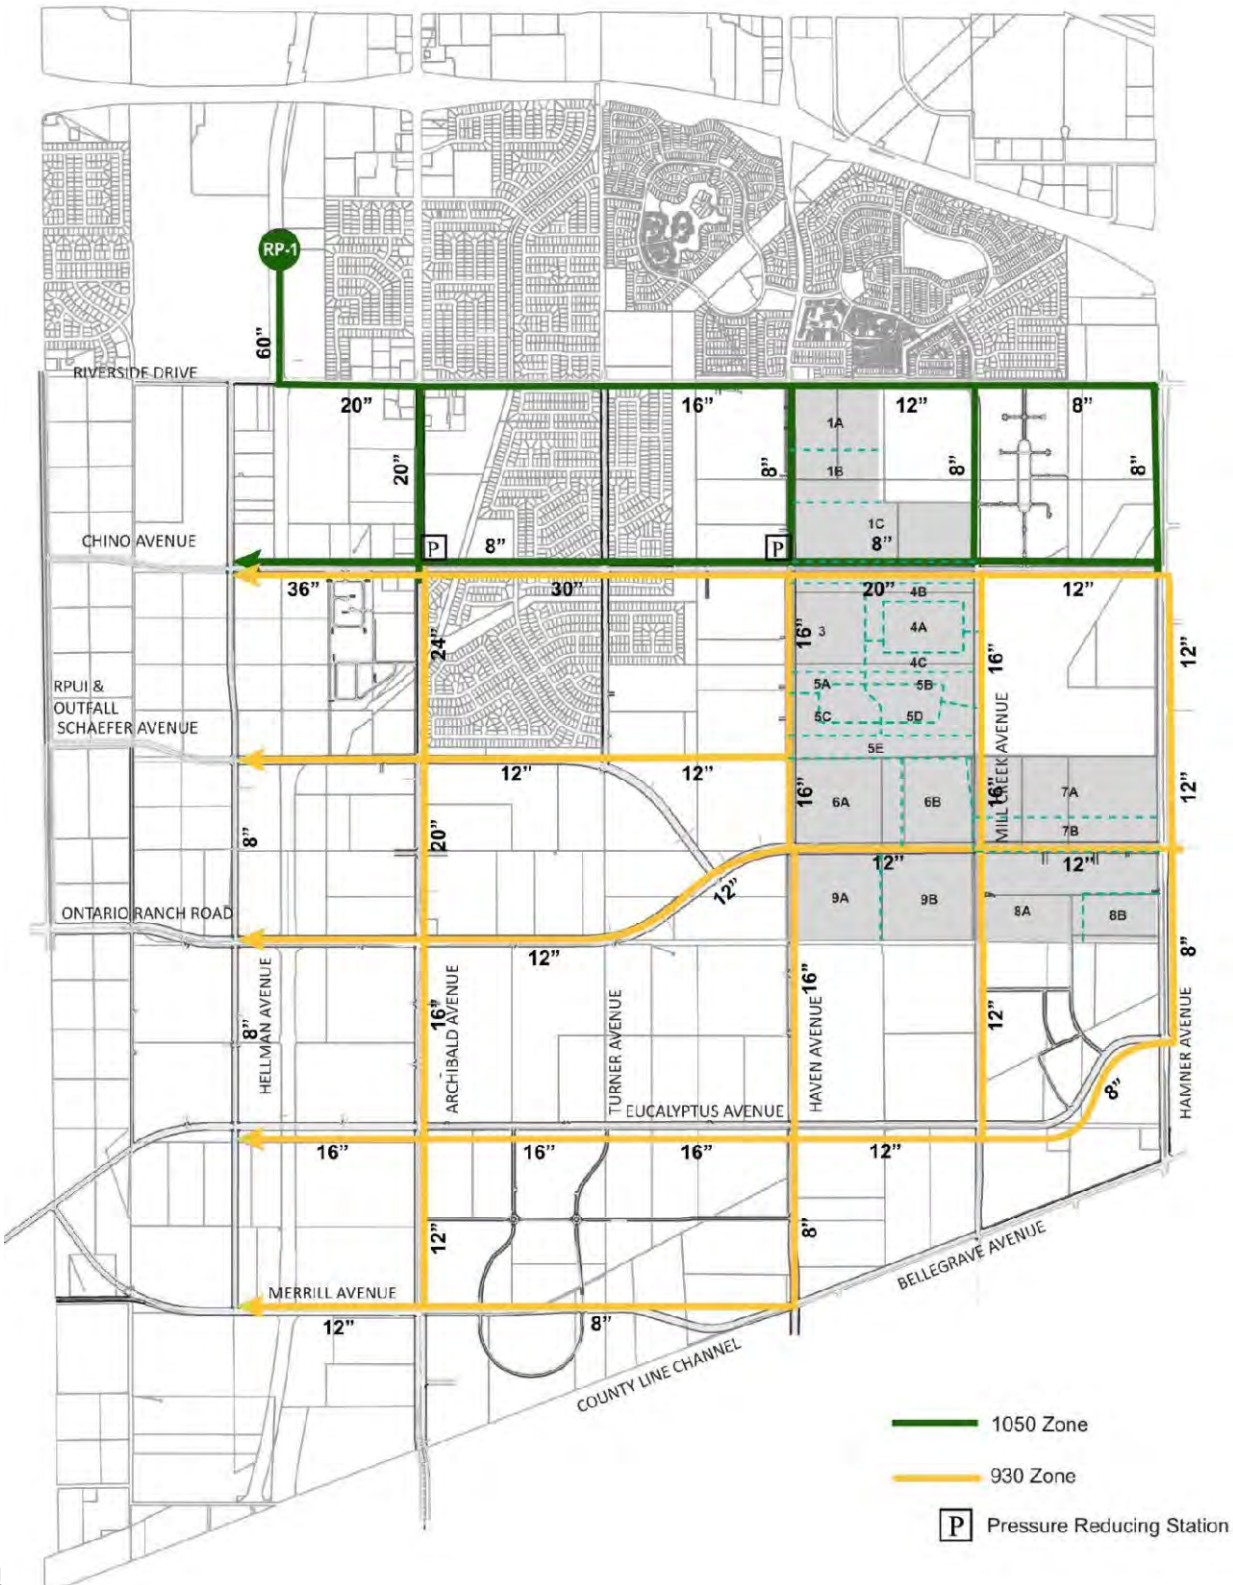 RP-1
60”
RIVERSIDE DRIVE
20”
16”
12”
8”
1A
20”
8”
1B
8”
8”
1C
CHINO AVENUE
P
8”
P
8”
36”
30”
20”
12”
4B
24”
16”
3
4A
4C
16”
12”
RPUI &
OUTFALL
SCHAEFER AVENUE
5A
5B
5C
5D
5E
MILL CREEK AVENUE
12”
12”
16”
6A
6B
16”
7A
12”
8”
20”
7B
12”
12”
12”
ONTARIO RANCH ROAD
12”
9A
9B
8A
8B
8”
HELLMAN AVENUE
8”
ARCHIBALD AVENUE
16”
TURNER AVENUE
HAVEN AVENUE
16”
12”
HAMNER AVENUE
8”
EUCALYPTUS AVENUE
16”
16”
16”
12”
12”
8”
BELLEGRAVE AVENUE
MERRILL AVENUE
12”
8”
COUNTY LINE CHANNEL
1050 Zone
930 Zone
P Pressure Reducing Station